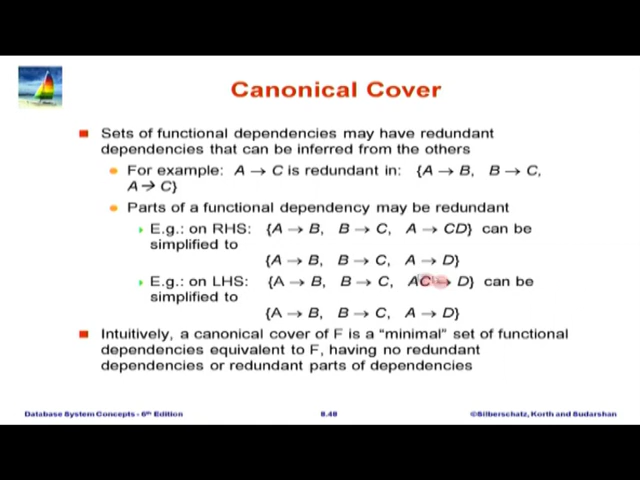 Canonical Cover
Sets of functional dependencies may have redundant
dependencies that can be inferred from the others
For example: A → C is redundant in: {A → B, B → C,
A → C}
Parts of a functional dependency may be redundant
E.g.: on RHS: {A → B, B → C, A → CD} can be
simplified to
{A → B, B → C, A → D}
E.g.: on LHS: {A → B, B → C, AC → D} can be
simplified to
{A → B, B → C, A → D}
Intuitively, a canonical cover of F is a “minimal” set of functional
dependencies equivalent to F, having no redundant
dependencies or redundant parts of dependencies
Database System Concepts - 6th Edition 8.48 ©Silberschatz, Korth and Sudarshan